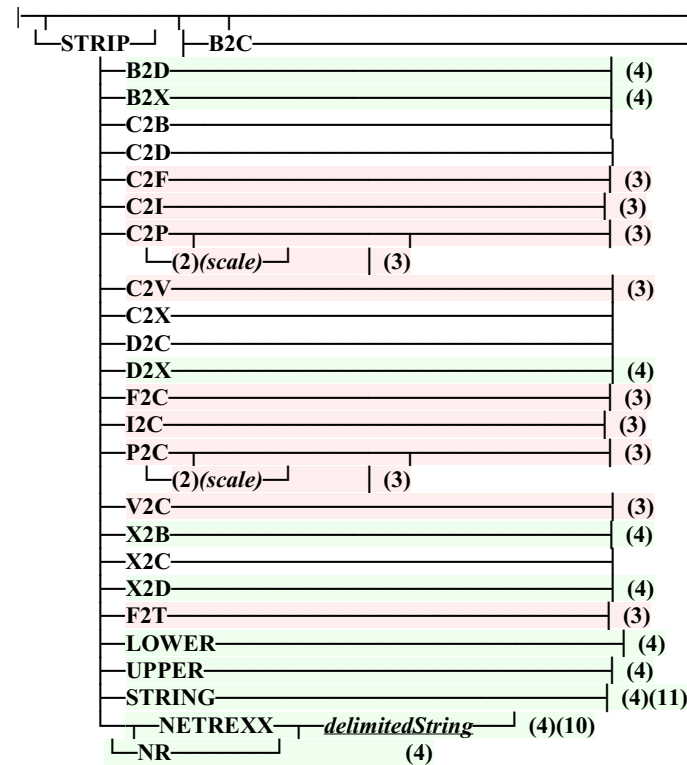 STRIP B2C
B2D (4)
B2X (4)
C2B
C2D
C2F (3)
C2I (3)
C2P (3)
(2)(scale) (3)
C2V (3)
C2X
D2C
D2X (4)
F2C (3)
I2C (3)
P2C (3)
(2)(scale) (3)
V2C (3)
X2B (4)
X2C
X2D (4)
F2T (3)
LOWER (4)
UPPER (4)
STRING (4)(11)
NETREXX delimitedString (4)(10)
NR (4)